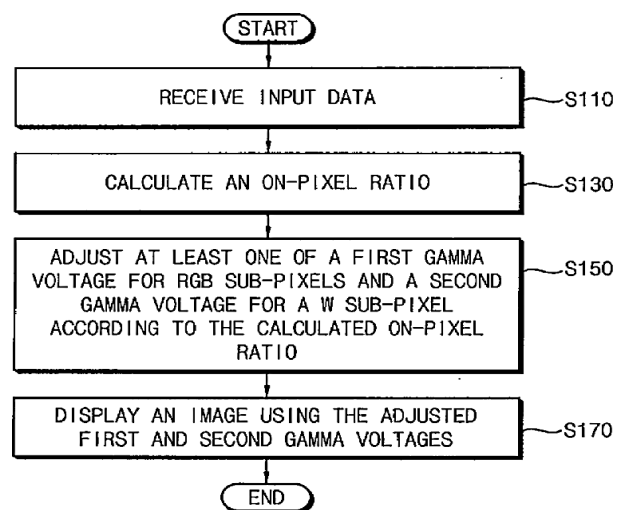 START
RECEIVE INPUT DATA
S110
CALCULATE AN ON-PIXEL RATIO
S130
ADJUST AT LEAST ONE OF A FIRST GAMMA
VOLTAGE FOR RGB SUB-PIXELS AND A SECOND
GAMMA VOLTAGE FOR A W SUB-PIXEL
ACCORDING TO THE CALCULATED ON-PIXEL
RATIO
S150
DISPLAY AN IMAGE USING THE ADJUSTED
FIRST AND SECOND GAMMA VOLTAGES
S170
END